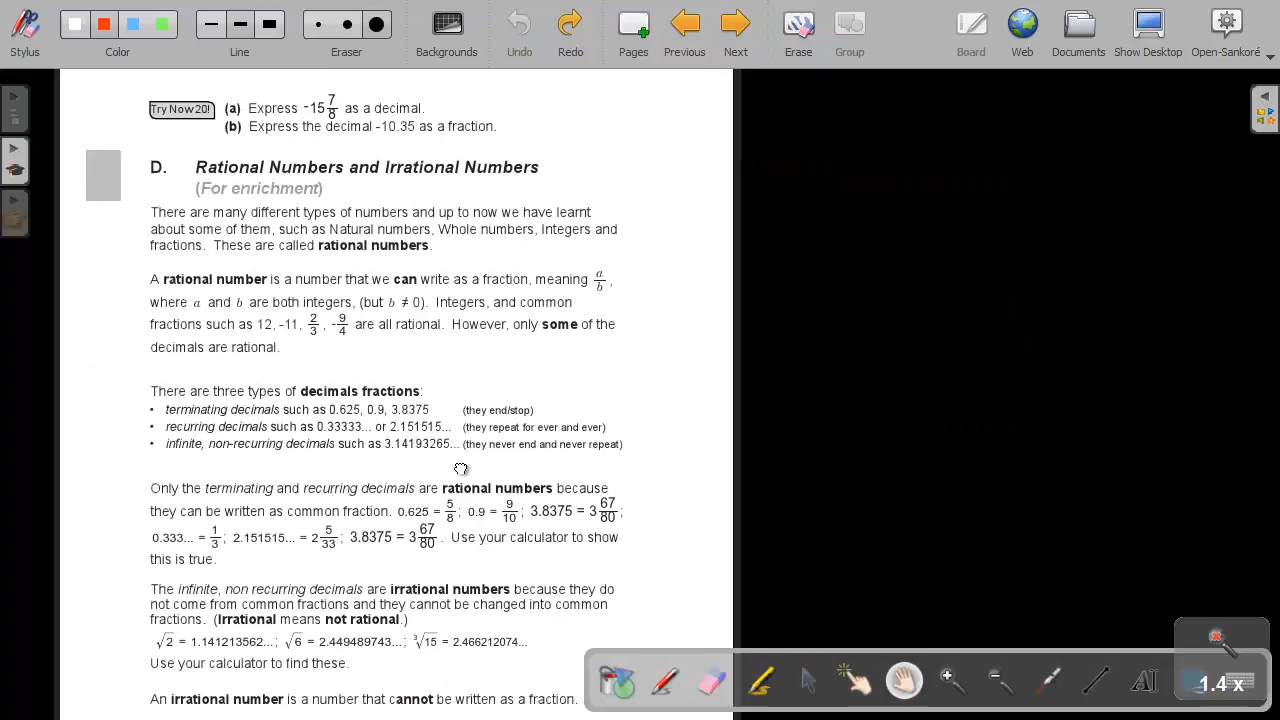 Stylus Color Line Eraser Backgrounds Undo Redo Pages Previous Next Erase Group Board Web Documents Show Desktop Open-Sankoré
Try Now 20! (a) Express -15 7/8 as a decimal.
(b) Express the decimal -10.35 as a fraction.
D. Rational Numbers and Irrational Numbers
(For enrichment)
There are many different types of numbers and up to now we have learnt
about some of them, such as Natural numbers, Whole numbers, Integers and
fractions. These are called rational numbers.
A rational number is a number that we can write as a fraction, meaning a/b,
where a and b are both integers, (but b ≠ 0). Integers, and common
fractions such as 12, -11, 2/3, -9/4 are all rational. However, only some of the
decimals are rational.
There are three types of decimals fractions:
• terminating decimals such as 0.625, 0.9, 3.8375 (they end/stop)
• recurring decimals such as 0.33333... or 2.151515... (they repeat for ever and ever)
• infinite, non-recurring decimals such as 3.14193265... (they never end and never repeat)
Only the terminating and recurring decimals are rational numbers because
they can be written as common fraction. 0.625 = 5/8; 0.9 = 9/10; 3.8375 = 3 67/80;
0.333... = 1/3; 2.151515... = 2 5/33; 3.8375 = 3 67/80. Use your calculator to show
this is true.
The infinite, non recurring decimals are irrational numbers because they do
not come from common fractions and they cannot be changed into common
fractions. (Irrational means not rational.)
√2 = 1.141213562...; √6 = 2.449489743...; ³√15 = 2.466212074...
Use your calculator to find these.
An irrational number is a number that cannot be written as a fraction.
1.4 x